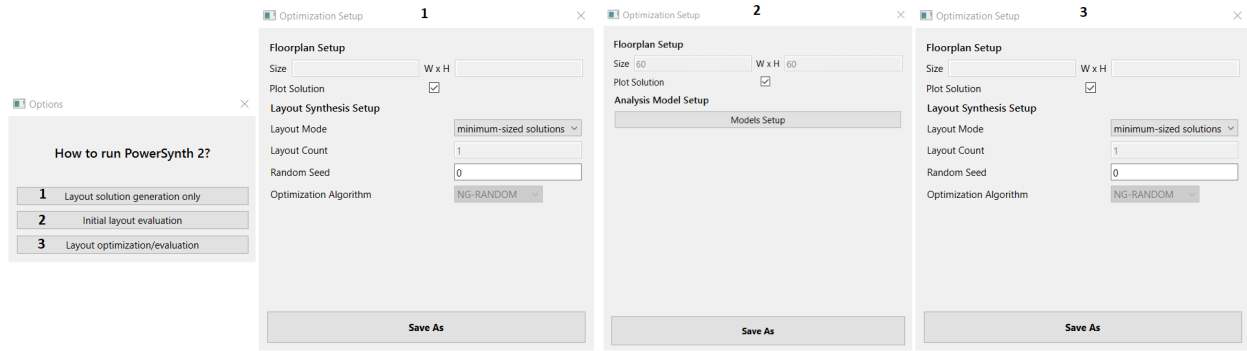 Options
How to run PowerSynth 2?
1 Layout solution generation only
2 Initial layout evaluation
3 Layout optimization/evaluation
Optimization Setup 1
Floorplan Setup
Size W x H
Plot Solution
Layout Synthesis Setup
Layout Mode minimum-sized solutions
Layout Count 1
Random Seed 0
Optimization Algorithm NG-RANDOM
Save As
Optimization Setup 2
Floorplan Setup
Size 60 W x H 60
Plot Solution
Analysis Model Setup
Models Setup
Save As
Optimization Setup 3
Floorplan Setup
Size W x H
Plot Solution
Layout Synthesis Setup
Layout Mode minimum-sized solutions
Layout Count 1
Random Seed 0
Optimization Algorithm NG-RANDOM
Save As